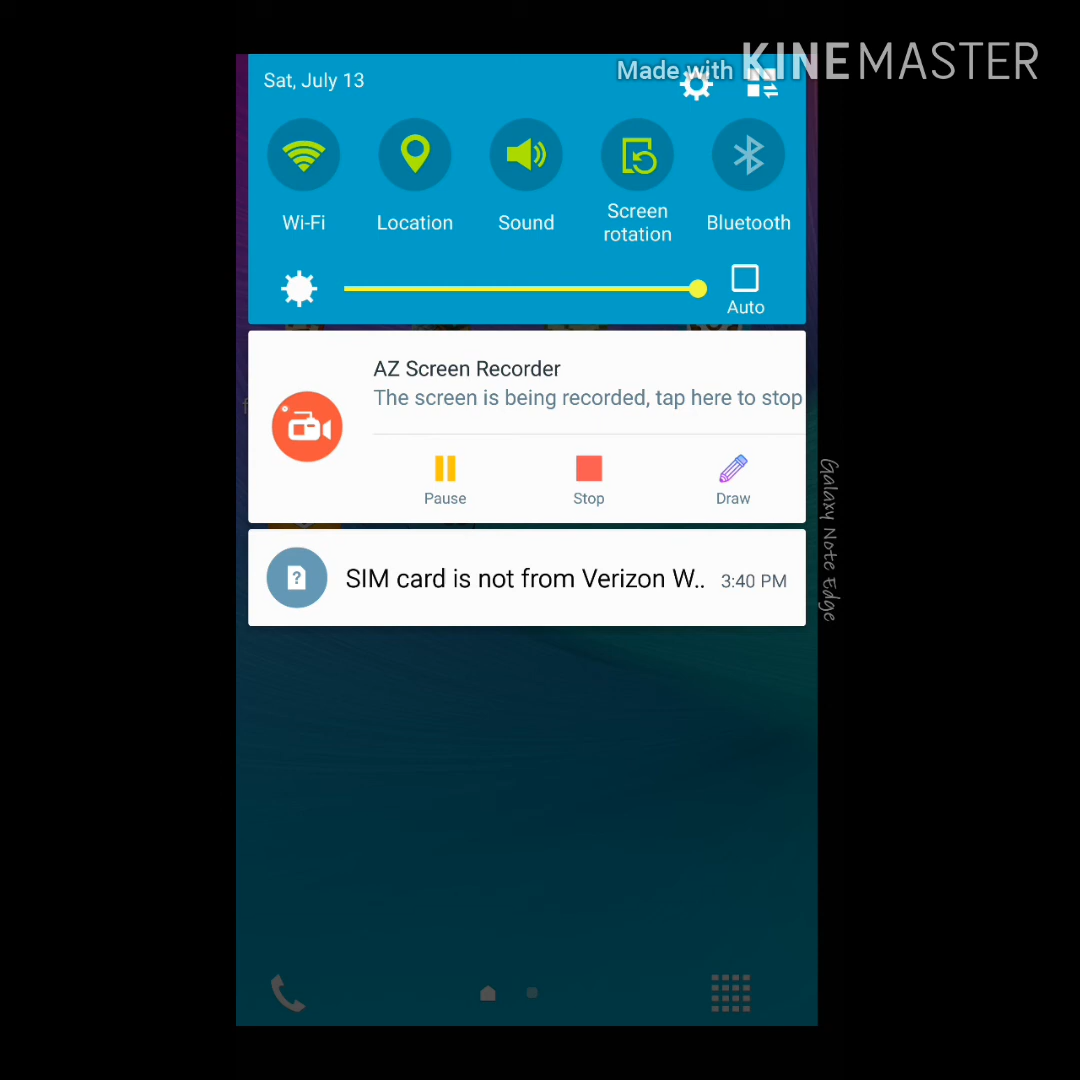 Made with KINEMASTER
Sat, July 13
Wi-Fi
Location
Sound
Screen
rotation
Bluetooth
Auto
AZ Screen Recorder
The screen is being recorded, tap here to stop
Pause
Stop
Draw
SIM card is not from Verizon W.. 3:40 PM
Galaxy Note Edge